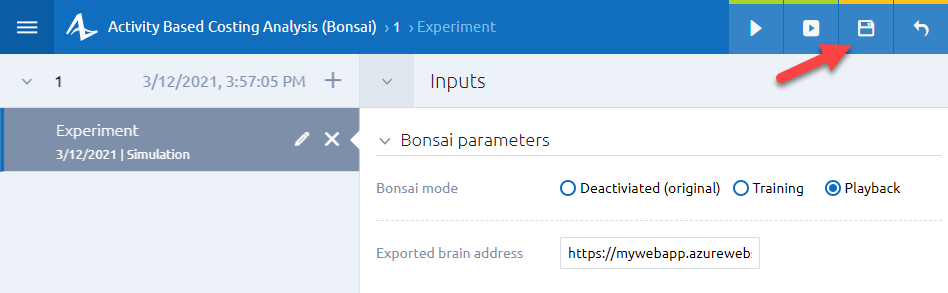 Activity Based Costing Analysis (Bonsai) › 1 › Experiment
1 3/12/2021, 3:57:05 PM
Inputs
Experiment
3/12/2021 | Simulation
Bonsai parameters
Bonsai mode Deactiviated (original) Training Playback
Exported brain address https://mywebapp.azureweb